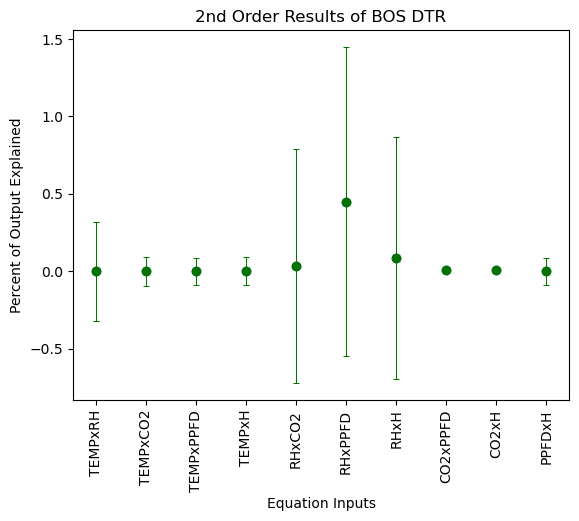 2nd Order Results of BOS DTR
Percent of Output Explained
1.5
1.0
0.5
0.0
−0.5
TEMPxRH
TEMPxCO2
TEMPxPPFD
TEMPxH
RHxCO2
RHxPPFD
RHxH
CO2xPPFD
CO2xH
PPFDxH
Equation Inputs